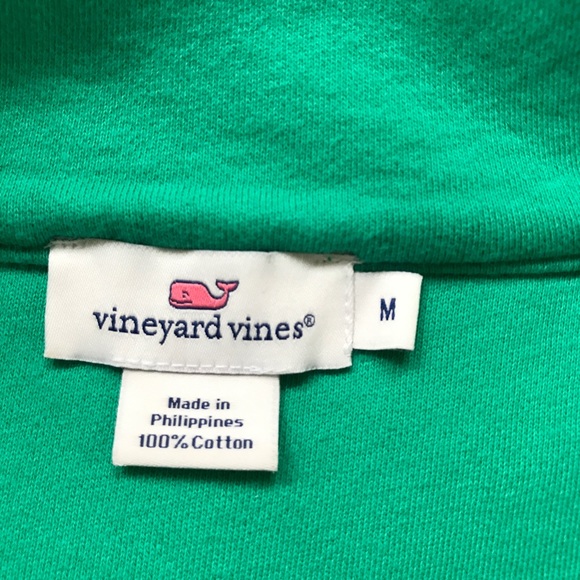 vineyard vines®
M
Made in
Philippines
100% Cotton